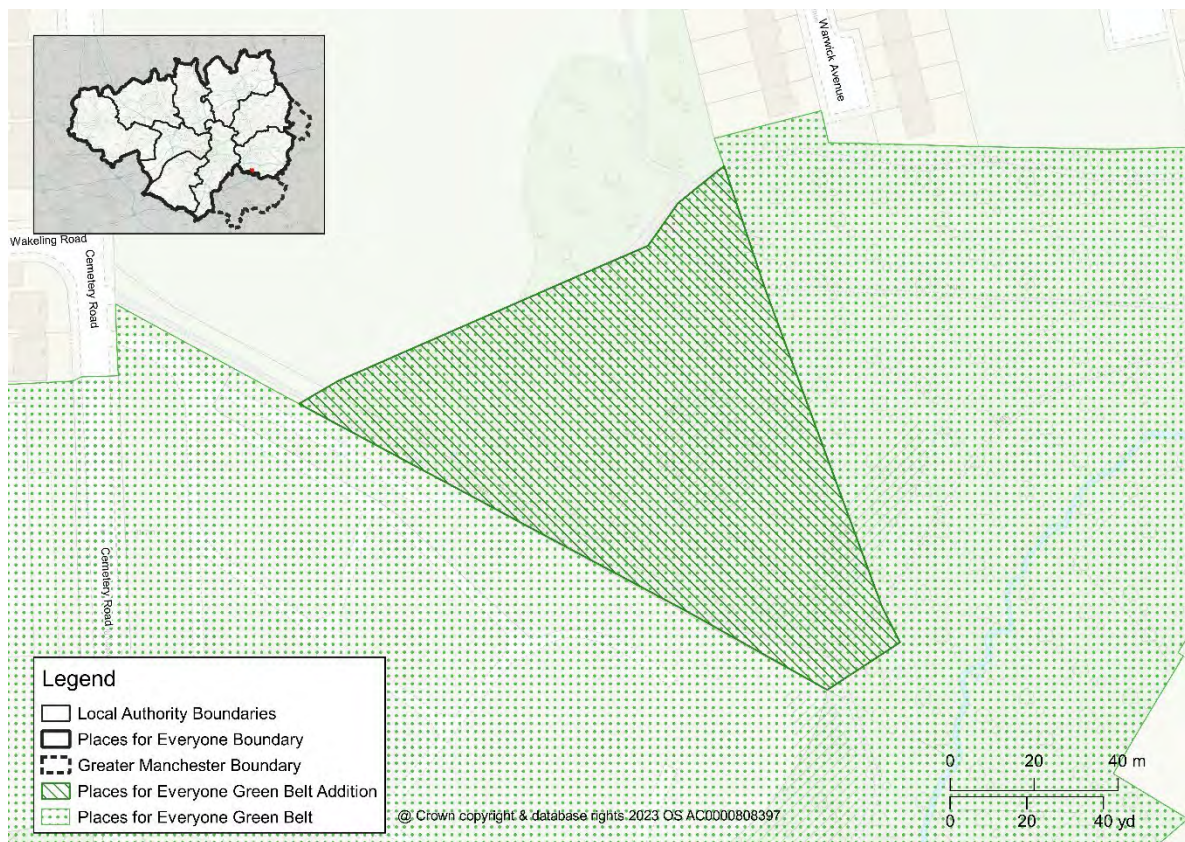 Warwick Avenue
Wakeling Road
Cemetery Road
Cemetery Road
Legend
Local Authority Boundaries
Places for Everyone Boundary
Greater Manchester Boundary
Places for Everyone Green Belt Addition
Places for Everyone Green Belt
@ Crown copyright & database rights 2023 OS AC0000808397
0 20 40 m
0 20 40 yd